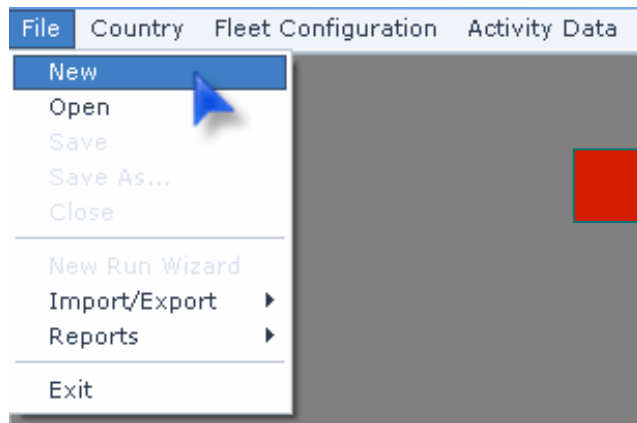 File Country Fleet Configuration Activity Data
New
Open
Save
Save As...
Close
New Run Wizard
Import/Export
Reports
Exit